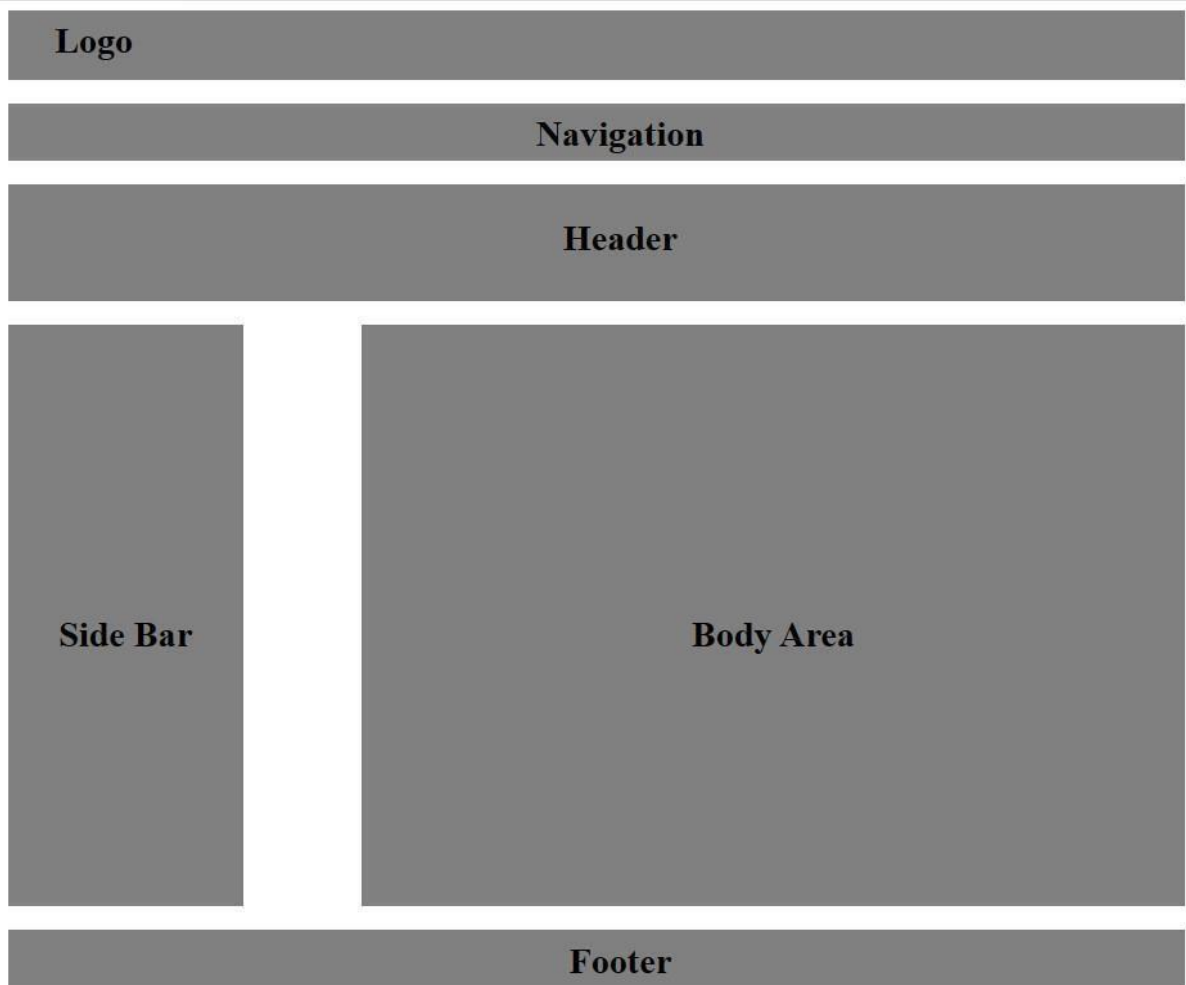 Logo
Navigation
Header
Side Bar
Body Area
Footer